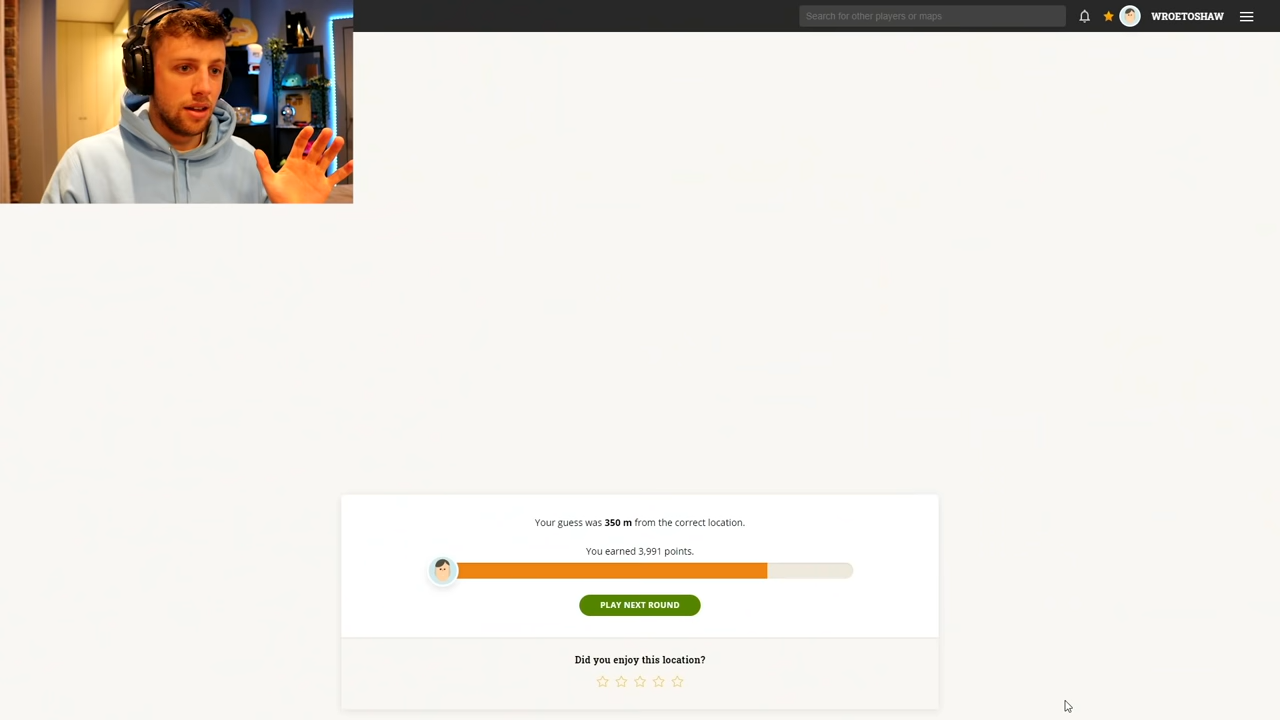 Search for other players or maps
WROETOSHAW
Your guess was 350 m from the correct location.
You earned 3,991 points.
PLAY NEXT ROUND
Did you enjoy this location?